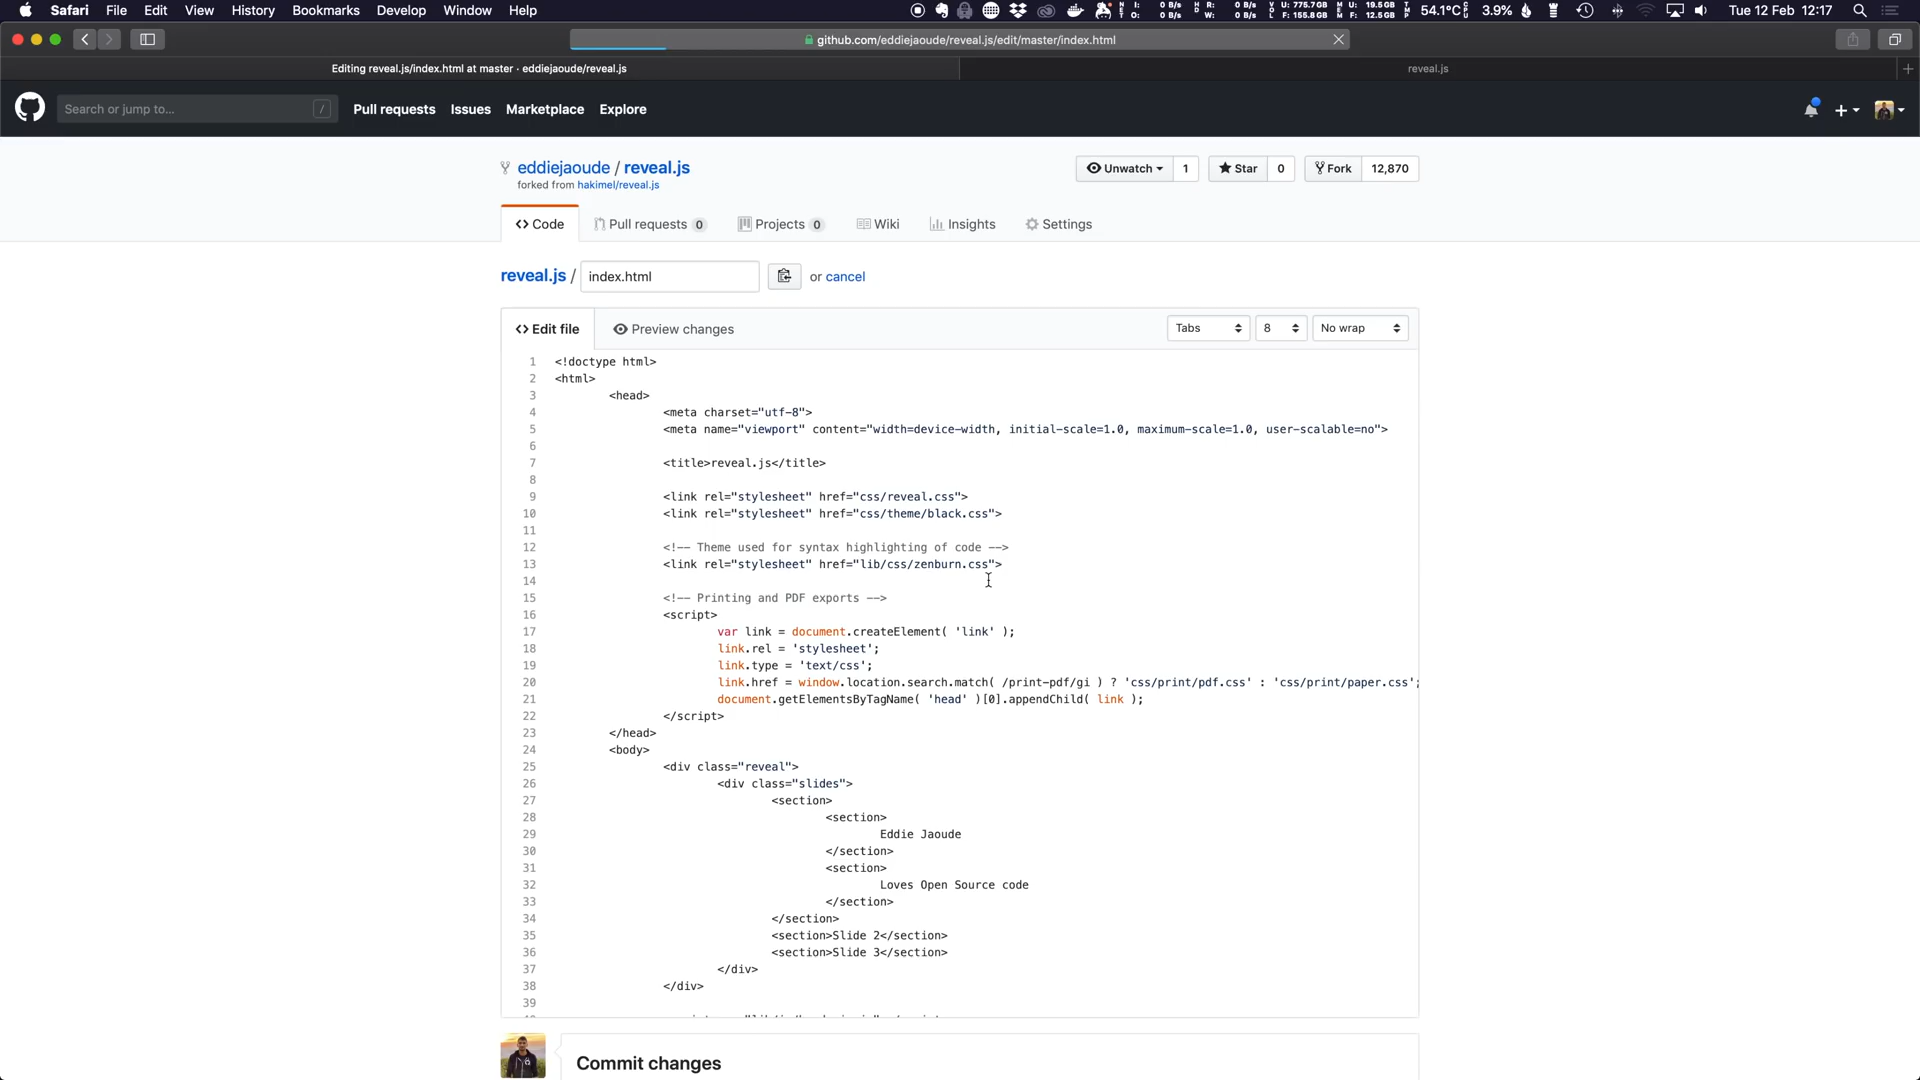 Safari File Edit View History Bookmarks Develop Window Help
I: 0 B/s R: 0 B/s U: 775.7GB U: 19.5GB 54.1°C 3.9% Tue 12 Feb 12:17
O: 0 B/s W: 0 B/s F: 155.8GB F: 12.5GB
github.com/eddiejaoude/reveal.js/edit/master/index.html
Editing reveal.js/index.html at master · eddiejaoude/reveal.js
reveal.js
Search or jump to... / Pull requests Issues Marketplace Explore
eddiejaoude / reveal.js
forked from hakimel/reveal.js
Unwatch 1 Star 0 Fork 12,870
Code Pull requests 0 Projects 0 Wiki Insights Settings
reveal.js / index.html or cancel
Edit file Preview changes Tabs 8 No wrap
1 <!doctype html>
2 <html>
3 <head>
4 <meta charset="utf-8">
5 <meta name="viewport" content="width=device-width, initial-scale=1.0, maximum-scale=1.0, user-scalable=no">
6
7 <title>reveal.js</title>
8
9 <link rel="stylesheet" href="css/reveal.css">
10 <link rel="stylesheet" href="css/theme/black.css">
11
12 <!-- Theme used for syntax highlighting of code -->
13 <link rel="stylesheet" href="lib/css/zenburn.css">
14
15 <!-- Printing and PDF exports -->
16 <script>
17 var link = document.createElement( 'link' );
18 link.rel = 'stylesheet';
19 link.type = 'text/css';
20 link.href = window.location.search.match( /print-pdf/gi ) ? 'css/print/pdf.css' : 'css/print/paper.css';
21 document.getElementsByTagName( 'head' )[0].appendChild( link );
22 </script>
23 </head>
24 <body>
25 <div class="reveal">
26 <div class="slides">
27 <section>
28 <section>
29 Eddie Jaoude
30 </section>
31 <section>
32 Loves Open Source code
33 </section>
34 </section>
35 <section>Slide 2</section>
36 <section>Slide 3</section>
37 </div>
38 </div>
39
Commit changes